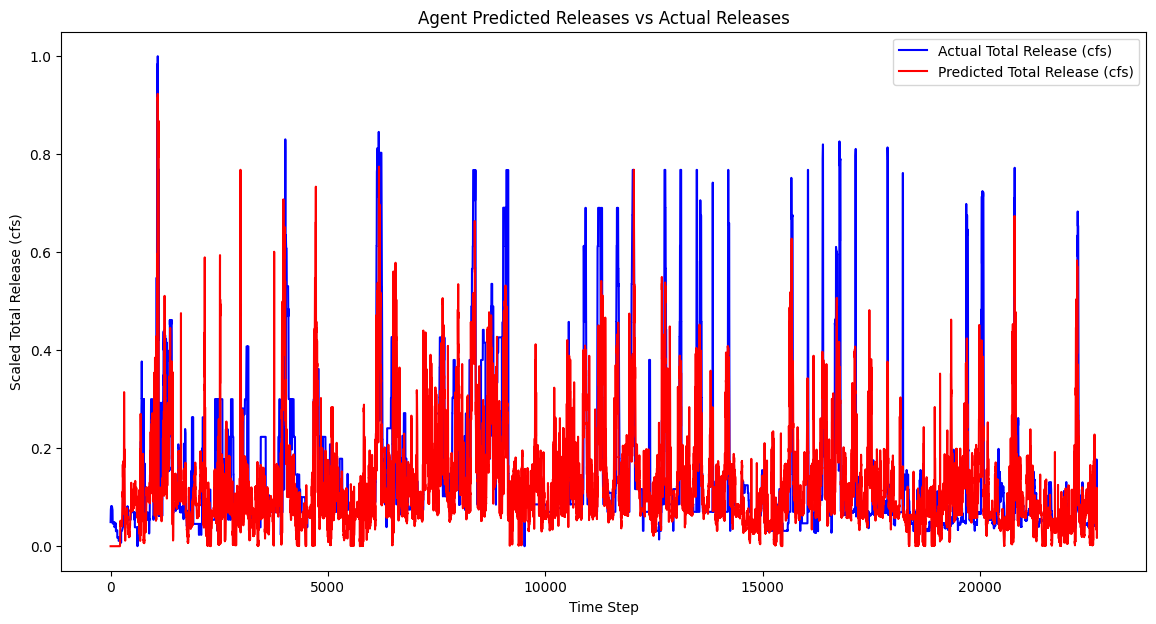 Agent Predicted Releases vs Actual Releases
Actual Total Release (cfs)
Predicted Total Release (cfs)
Scaled Total Release (cfs)
1.0
0.8
0.6
0.4
0.2
0.0
0 5000 10000 15000 20000
Time Step